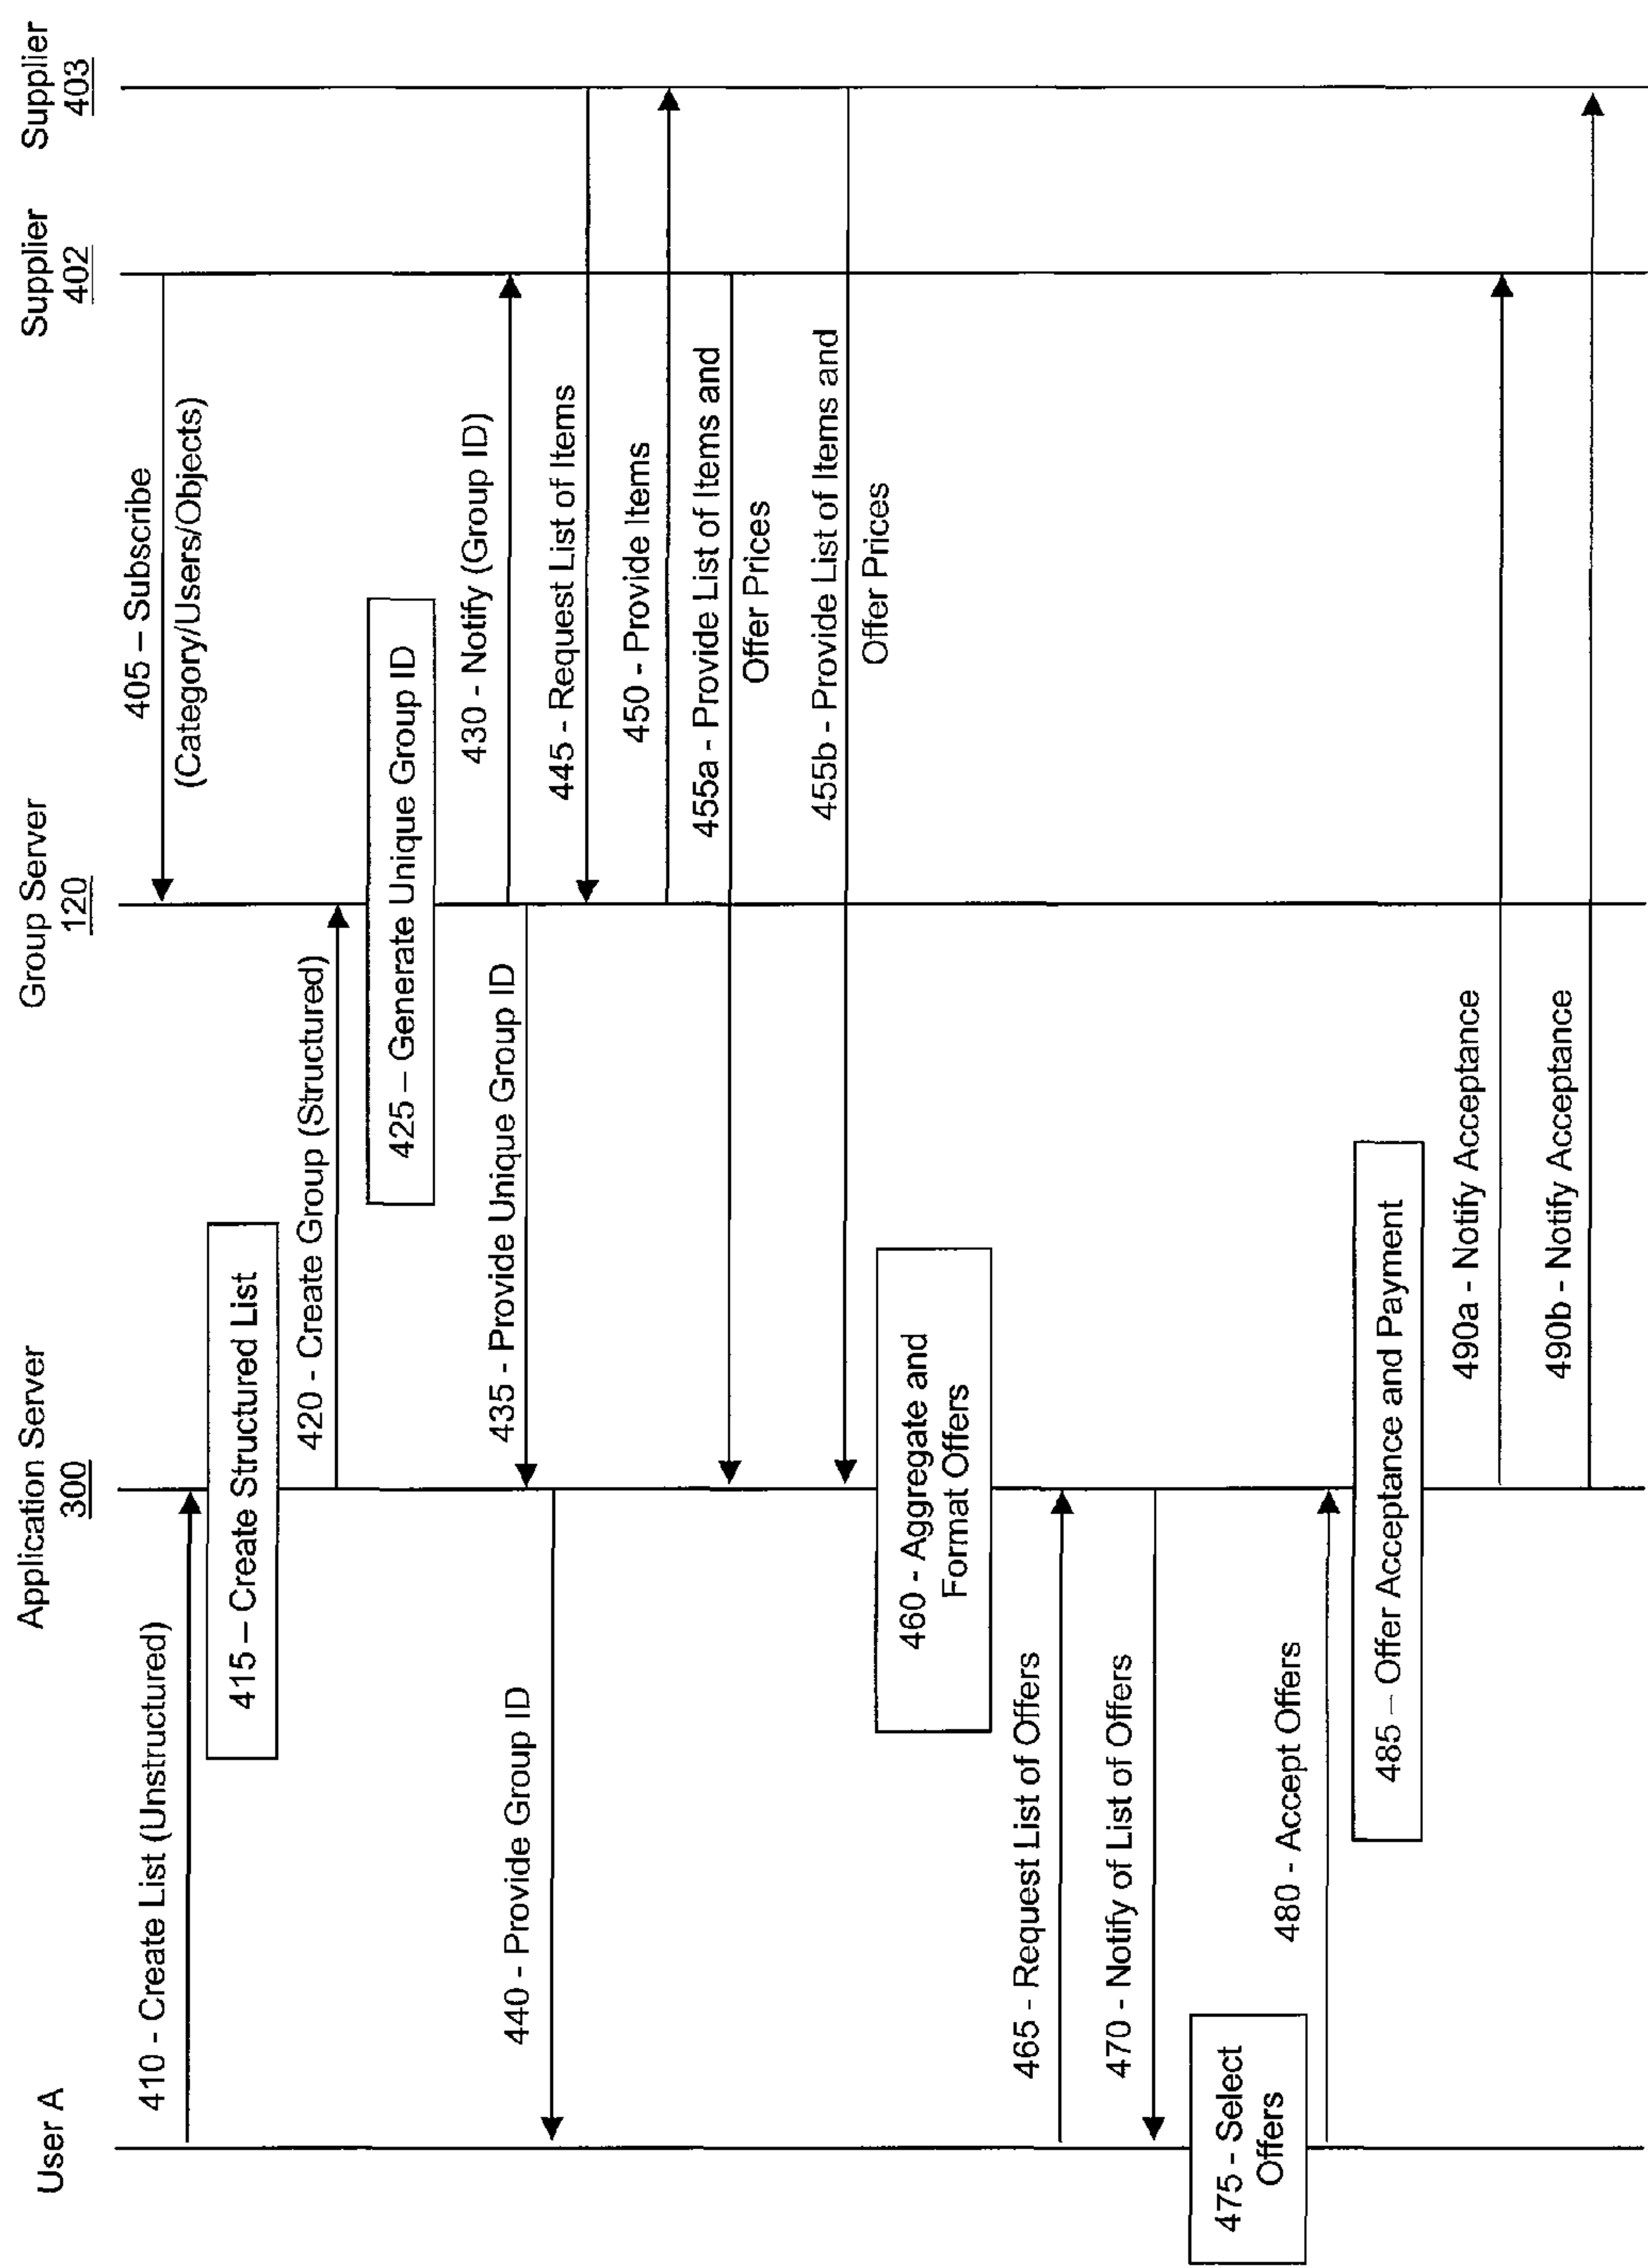 User A
Application Server
300
Group Server
120
Supplier
402
Supplier
403
405 – Subscribe
(Category/Users/Objects)
410 - Create List (Unstructured)
415 – Create Structured List
420 - Create Group (Structured)
425 – Generate Unique Group ID
430 - Notify (Group ID)
435 - Provide Unique Group ID
440 - Provide Group ID
445 - Request List of Items
450 - Provide Items
455a - Provide List of Items and
Offer Prices
455b - Provide List of Items and
Offer Prices
460 - Aggregate and
Format Offers
465 - Request List of Offers
470 - Notify of List of Offers
475 - Select
Offers
480 - Accept Offers
485 – Offer Acceptance and Payment
490a - Notify Acceptance
490b - Notify Acceptance